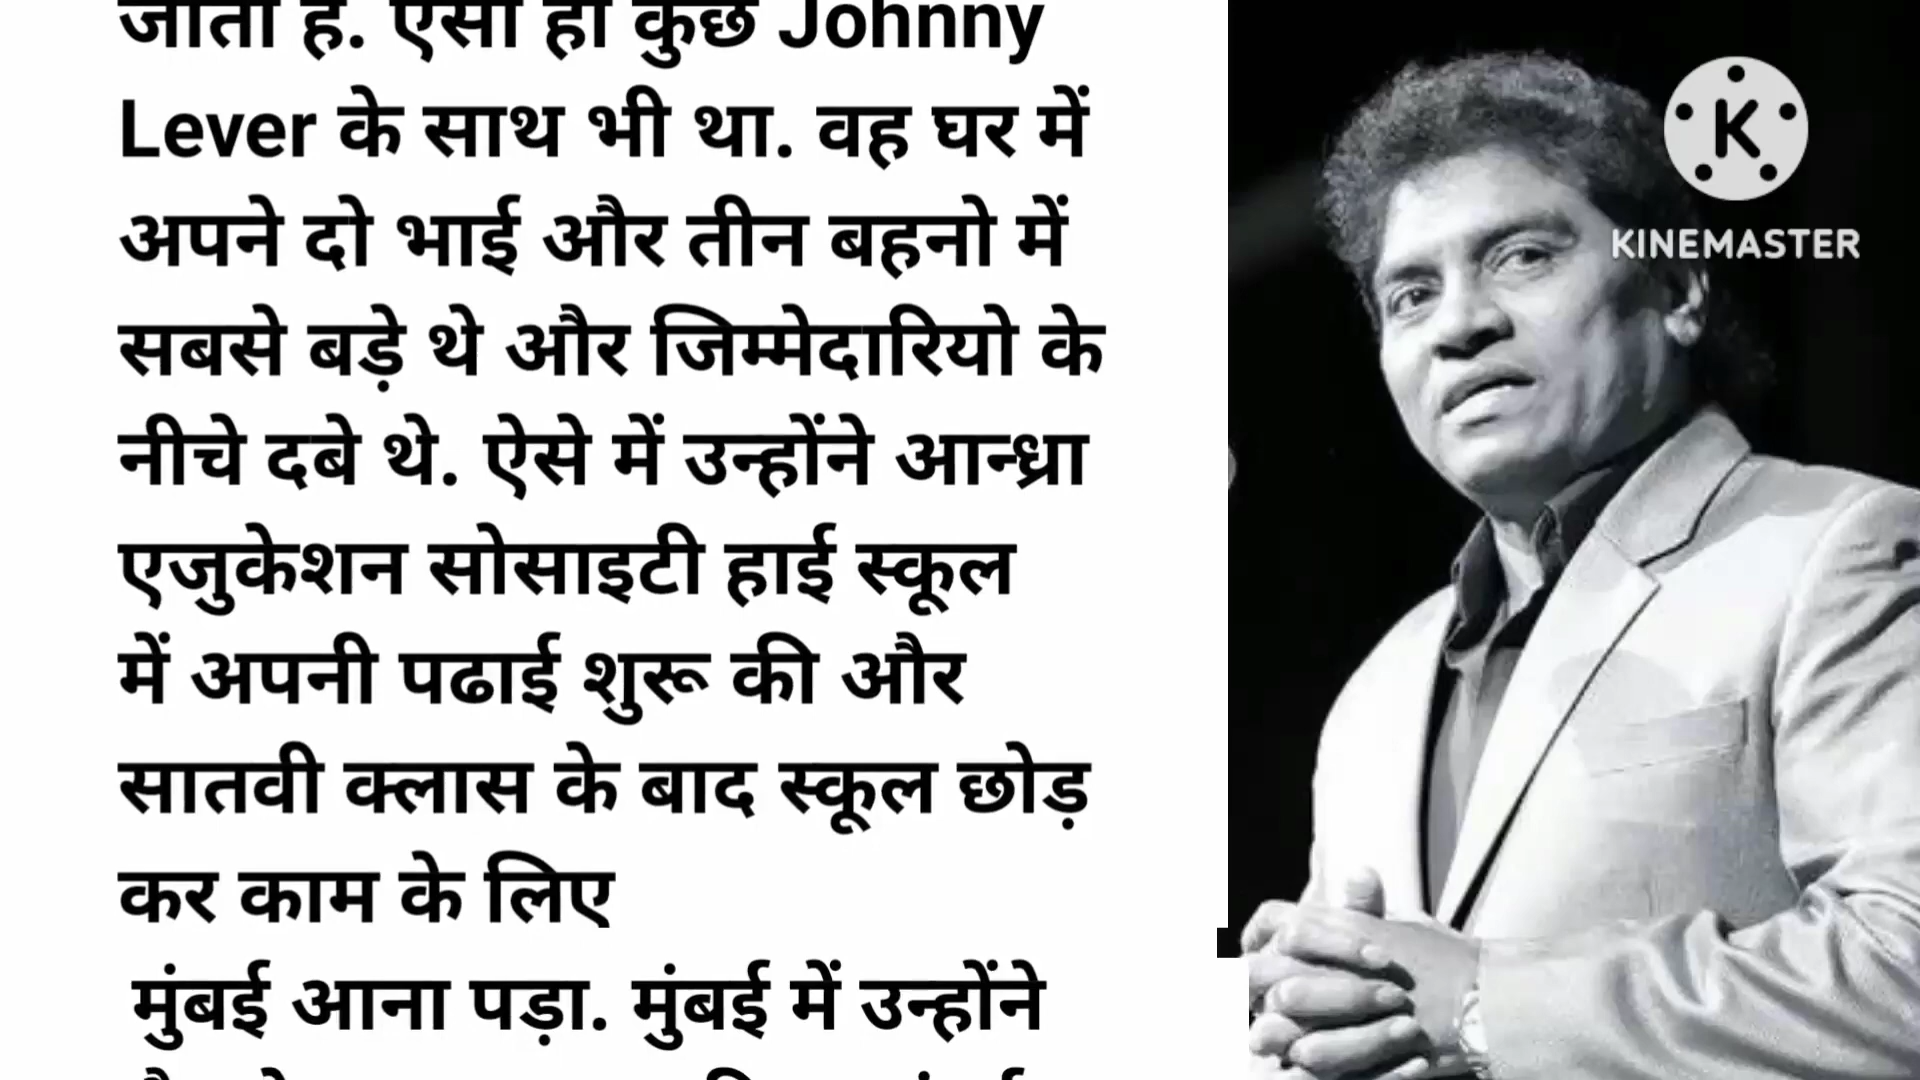 जाता है. ऐसा ही कुछ Johnny
Lever के साथ भी था. वह घर में
अपने दो भाई और तीन बहनो में
सबसे बड़े थे और जिम्मेदारियो के
नीचे दबे थे. ऐसे में उन्होंने आन्ध्रा
एजुकेशन सोसाइटी हाई स्कूल
में अपनी पढाई शुरू की और
सातवी क्लास के बाद स्कूल छोड़
कर काम के लिए
मुंबई आना पड़ा. मुंबई में उन्होंने
K
KINEMASTER